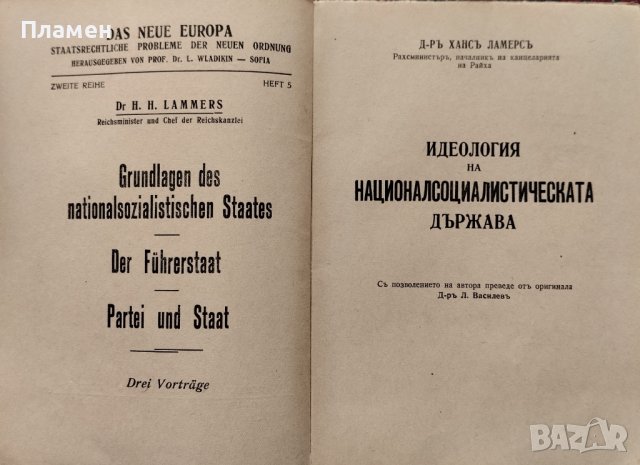 Пламен
DAS NEUE EUROPA
STAATSRECHTLICHE PROBLEME DER NEUEN ORDNUNG
HERAUSGEGEBEN VON PROF. Dr. L. WLADIKIN — SOFIA
ZWEITE REIHE HEFT 5
Dr H. H. LAMMERS
Reichsminister und Chef der Reichskanzlei
Grundlagen des
nationalsozialistischen Staates
Der Führerstaat
Partei und Staat
Drei Vorträge
Д-РЪ ХАНСЪ ЛАМЕРСЪ
Райхсминистъръ, началникъ на канцеларията
на Райха
ИДЕОЛОГИЯ
НА
НАЦИОНАЛСОЦИАЛИСТИЧЕСКАТА
ДЪРЖАВА
Съ позволението на автора преведе отъ оригинала
Д-ръ Л. Василевъ
BAZAR